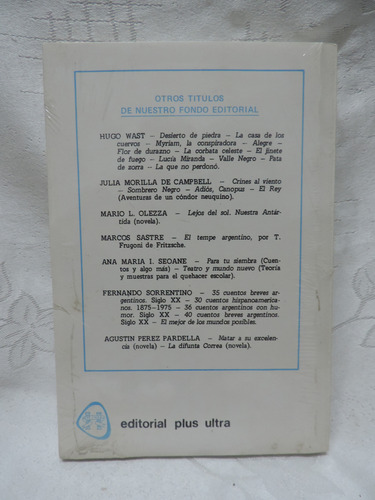 OTROS TITULOS
DE NUESTRO FONDO EDITORIAL
HUGO WAST — Desierto de piedra — La casa de los
cuervos — Myriam, la conspiradora — Alegre —
Flor de durazno — La corbata celeste — El jinete
de fuego — Lucía Miranda — Valle Negro — Pata
de zorra — La que no perdonó.
JULIA MORILLA DE CAMPBELL — Crines al viento
— Sombrero Negro — Adiós, Canopus — El Rey
(Aventuras de un cóndor neuquino).
MARIO L. OLEZZA — Lejos del sol. Nuestra Antár-
tida (novela).
MARCOS SASTRE — El tempe argentino, por T.
Frugoni de Fritzsche.
ANA MARIA I. SEOANE — Para tu siembra (Cuen-
tos y algo más) — Teatro y mundo nuevo (Teoría
y muestras para el quehacer escolar).
FERNANDO SORRENTINO — 35 cuentos breves ar-
gentinos. Siglo XX — 30 cuentos hispanoamerica-
nos. 1875-1975 — 36 cuentos argentinos con hu-
mor. Siglo XX — 40 cuentos breves argentinos.
Siglo XX — El mejor de los mundos posibles.
AGUSTIN PEREZ PARDELLA — Matar a su excelen-
cia (novela) — La difunta Correa (novela).
editorial plus ultra